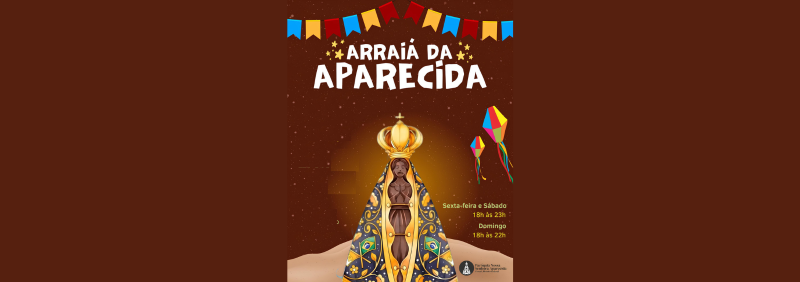 ARRAIÁ DA
APARECIDA
Sexta-feira e Sábado
18h às 23h
Domingo
18h às 22h